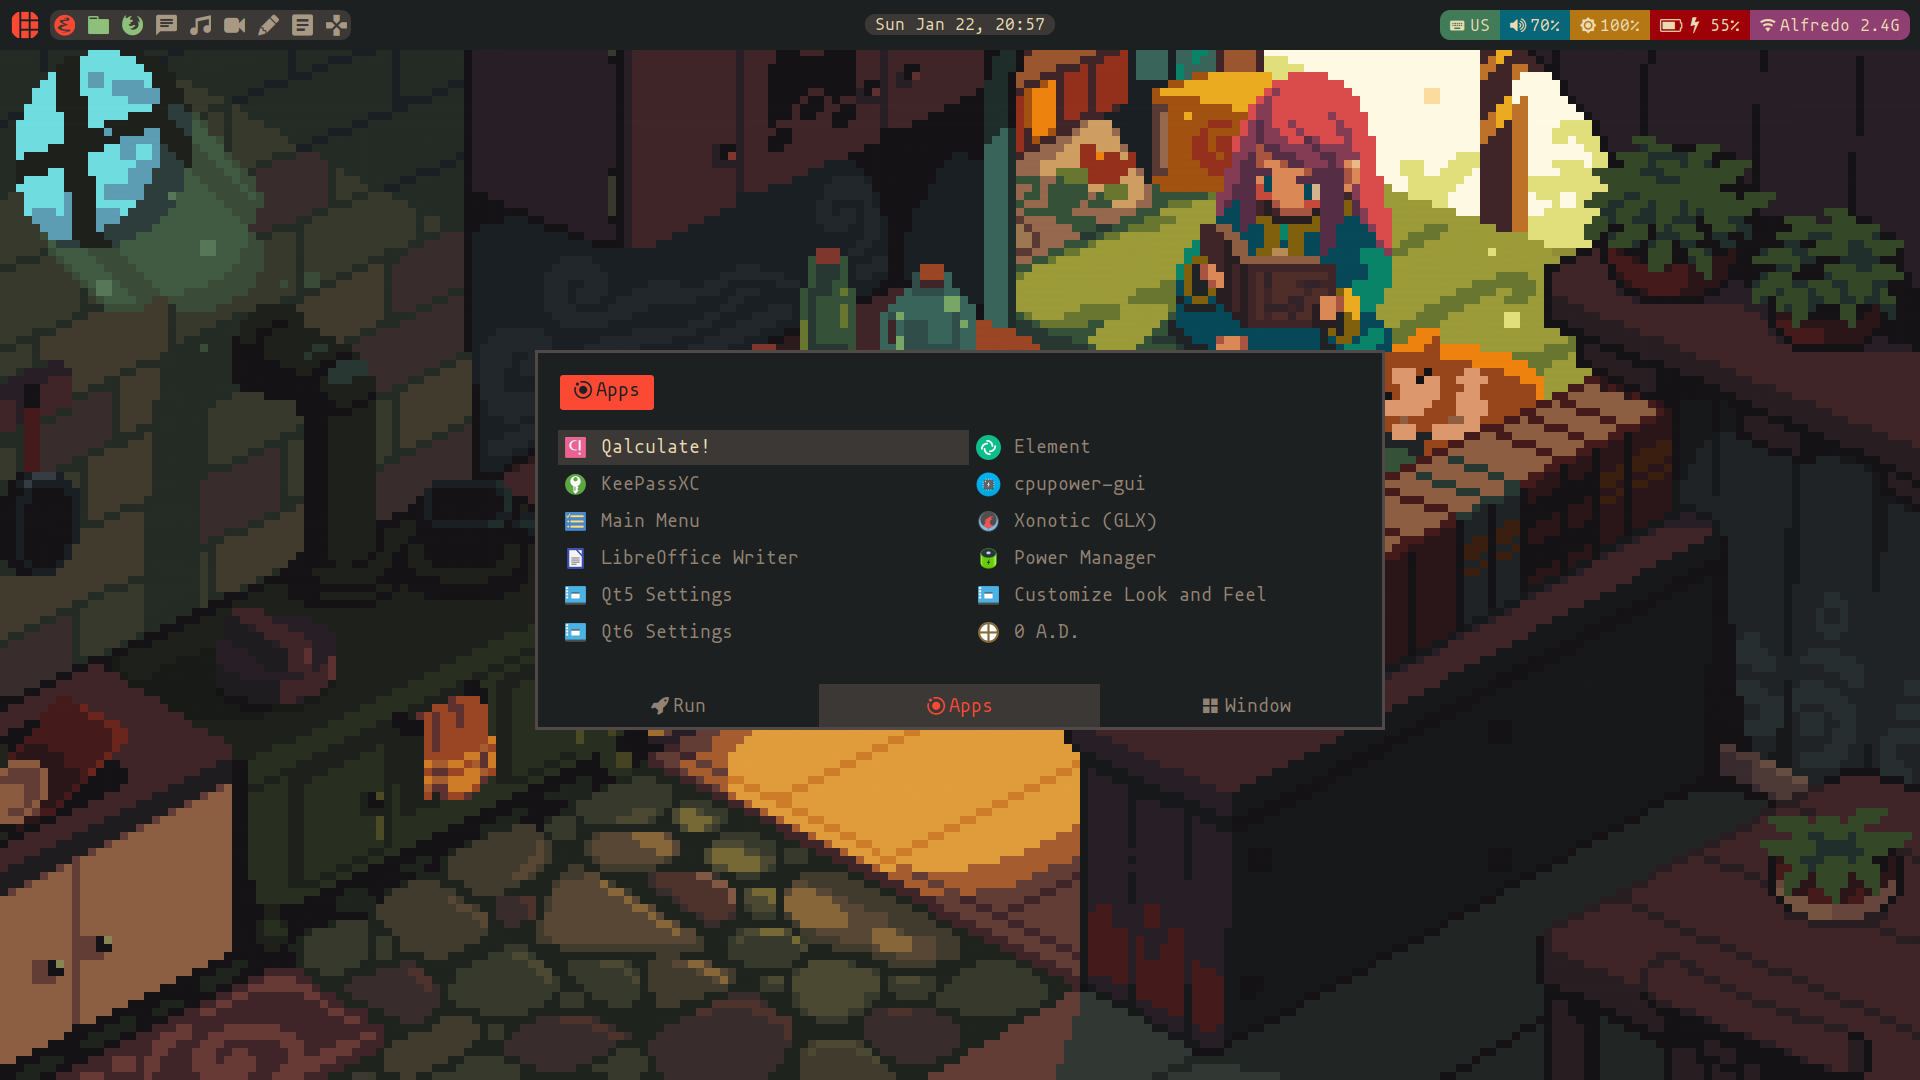 Sun Jan 22, 20:57
US 70% 100% 55% Alfredo 2.4G
Apps
Qalculate! Element
KeePassXC cpupower-gui
Main Menu Xonotic (GLX)
LibreOffice Writer Power Manager
Qt5 Settings Customize Look and Feel
Qt6 Settings 0 A.D.
Run Apps Window